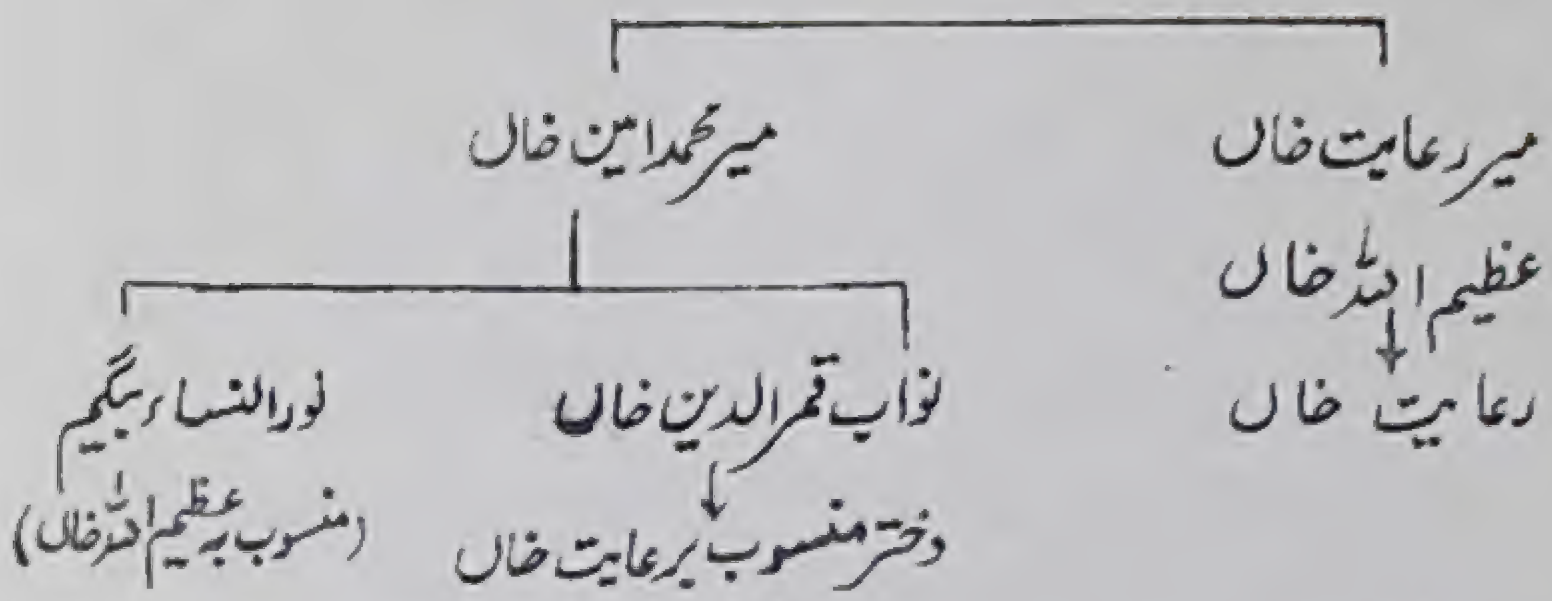 میر رعایت خاں
میر محمد امین خاں
عظیم اللہ خاں
رعایت خاں
نواب قمر الدین خاں
نور النساء بیگم
دختر منسوب بر عایت خاں
(منسوب بہ عظیم اللہ خاں)